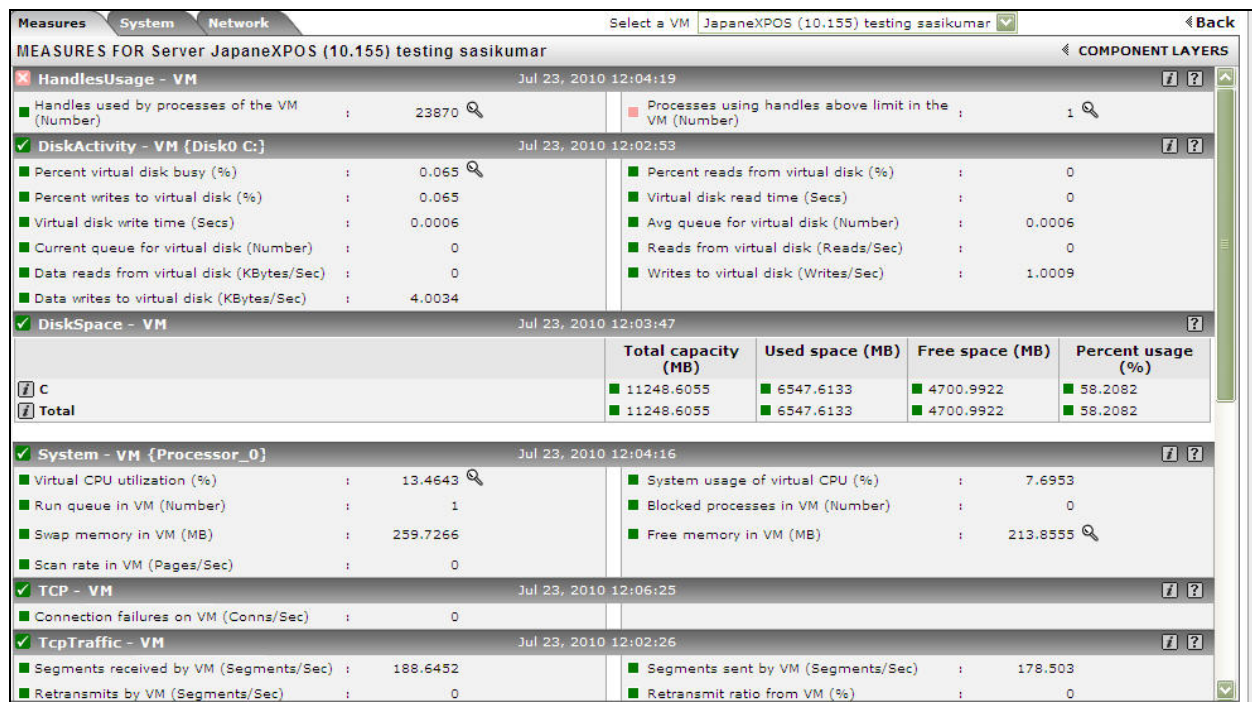 Measures System Network Select a VM JapaneXPOS (10.155) testing sasikumar Back
MEASURES FOR Server JapaneXPOS (10.155) testing sasikumar COMPONENT LAYERS
HandlesUsage - VM Jul 23, 2010 12:04:19
Handles used by processes of the VM (Number) : 23870 Processes using handles above limit in the VM (Number) : 1
DiskActivity - VM {Disk0 C:} Jul 23, 2010 12:02:53
Percent virtual disk busy (%) : 0.065 Percent reads from virtual disk (%) : 0
Percent writes to virtual disk (%) : 0.065 Virtual disk read time (Secs) : 0
Virtual disk write time (Secs) : 0.0006 Avg queue for virtual disk (Number) : 0.0006
Current queue for virtual disk (Number) : 0 Reads from virtual disk (Reads/Sec) : 0
Data reads from virtual disk (KBytes/Sec) : 0 Writes to virtual disk (Writes/Sec) : 1.0009
Data writes to virtual disk (KBytes/Sec) : 4.0034
DiskSpace - VM Jul 23, 2010 12:03:47
Total capacity (MB) Used space (MB) Free space (MB) Percent usage (%)
C 11248.6055 6547.6133 4700.9922 58.2082
Total 11248.6055 6547.6133 4700.9922 58.2082
System - VM {Processor_0} Jul 23, 2010 12:04:16
Virtual CPU utilization (%) : 13.4643 System usage of virtual CPU (%) : 7.6953
Run queue in VM (Number) : 1 Blocked processes in VM (Number) : 0
Swap memory in VM (MB) : 259.7266 Free memory in VM (MB) : 213.8555
Scan rate in VM (Pages/Sec) : 0
TCP - VM Jul 23, 2010 12:06:25
Connection failures on VM (Conns/Sec) : 0
TcpTraffic - VM Jul 23, 2010 12:02:26
Segments received by VM (Segments/Sec) : 188.6452 Segments sent by VM (Segments/Sec) : 178.503
Retransmits by VM (Segments/Sec) : 0 Retransmit ratio from VM (%) : 0